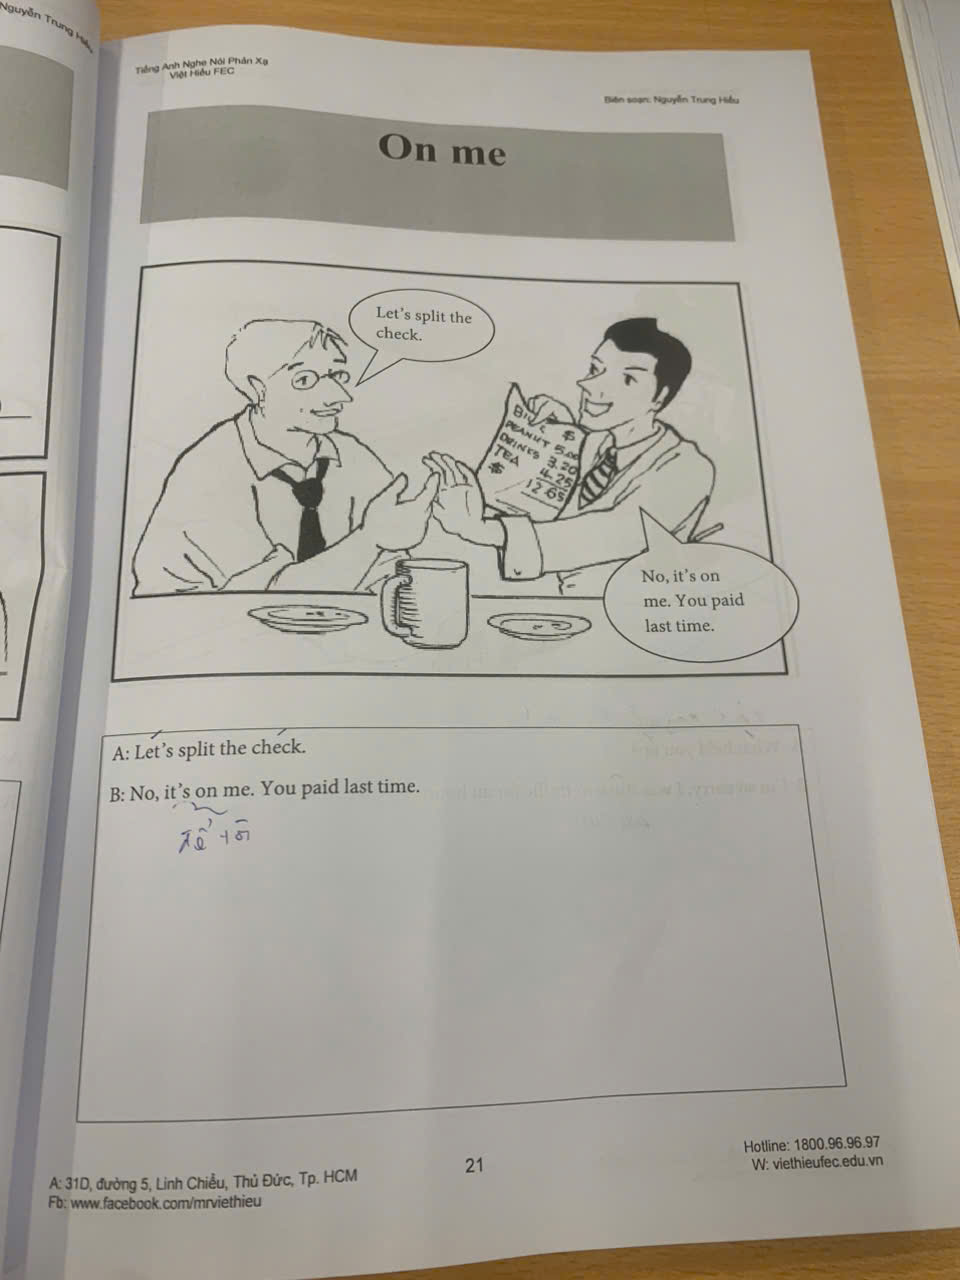 Nguyễn Trung Hiếu
Tiếng Anh Nghe Nói Phản Xạ
Việt Hiếu FEC
Biên soạn: Nguyễn Trung Hiếu
On me
Let's split the
check.
BILL $
PEANUT 5.00
DRINKS 3.20
TEA 4.25
$ 12.65
No, it's on
me. You paid
last time.
A: Let's split the check.
B: No, it's on me. You paid last time.
để tôi
A: 31D, đường 5, Linh Chiểu, Thủ Đức, Tp. HCM
Fb: www.facebook.com/mrviethieu
21
Hotline: 1800.96.96.97
W: viethieufec.edu.vn